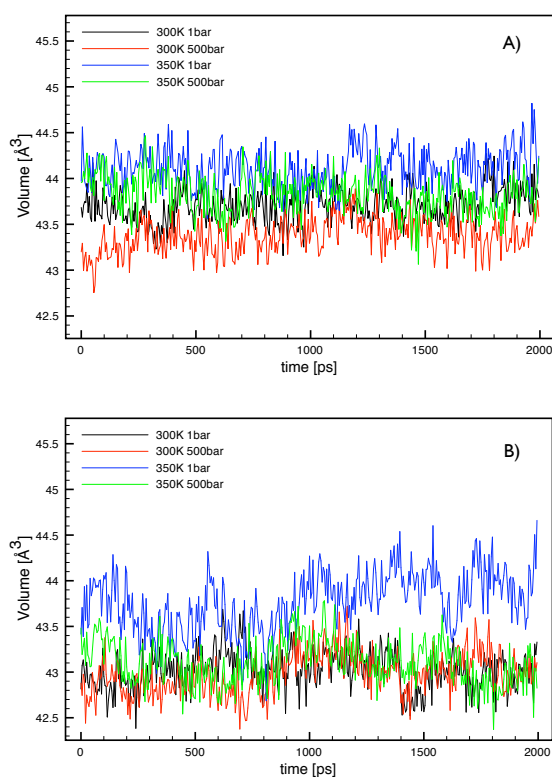 A)
300K 1bar
300K 500bar
350K 1bar
350K 500bar
45.5
45
44.5
44
43.5
43
42.5
Volume [Å3]
0 500 1000 1500 2000
time [ps]
B)
300K 1bar
300K 500bar
350K 1bar
350K 500bar
45.5
45
44.5
44
43.5
43
42.5
Volume [Å3]
0 500 1000 1500 2000
time [ps]